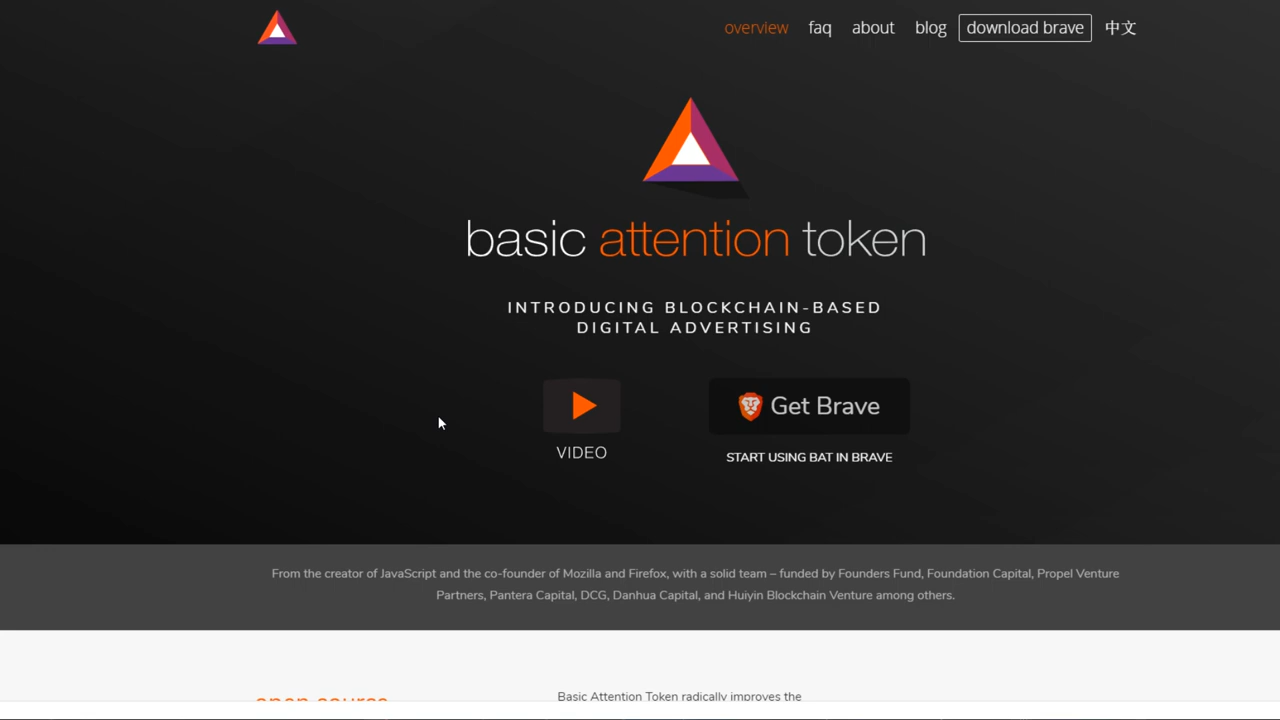 overview faq about blog download brave 中文
basic attention token
INTRODUCING BLOCKCHAIN-BASED
DIGITAL ADVERTISING
Get Brave
VIDEO
START USING BAT IN BRAVE
From the creator of JavaScript and the co-founder of Mozilla and Firefox, with a solid team – funded by Founders Fund, Foundation Capital, Propel Venture
Partners, Pantera Capital, DCG, Danhua Capital, and Huiyin Blockchain Venture among others.
open source
Basic Attention Token radically improves the